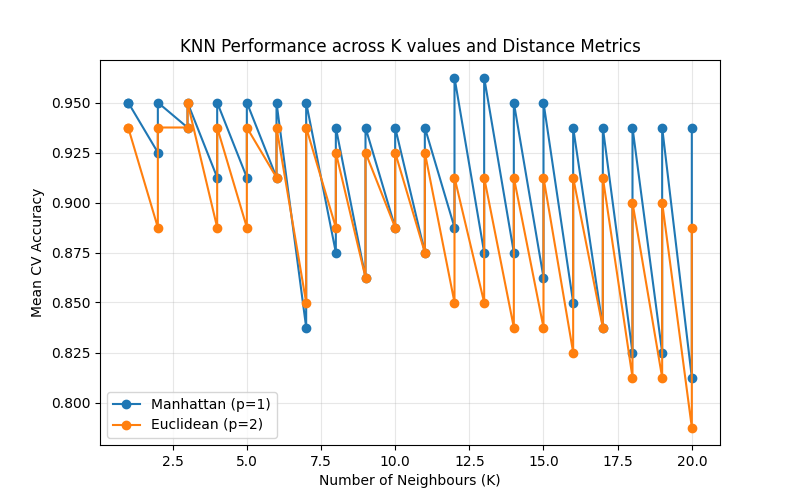 KNN Performance across K values and Distance Metrics
Mean CV Accuracy
0.950
0.925
0.900
0.875
0.850
0.825
0.800
Manhattan (p=1)
Euclidean (p=2)
2.5 5.0 7.5 10.0 12.5 15.0 17.5 20.0
Number of Neighbours (K)